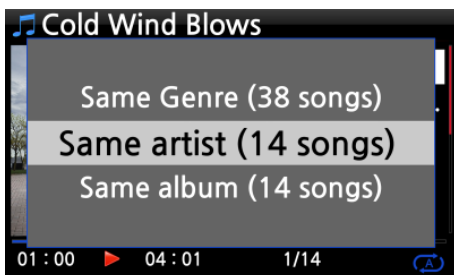 Cold Wind Blows
Same Genre (38 songs)
Same artist (14 songs)
Same album (14 songs)
01 : 00 04 : 01 1/14 A